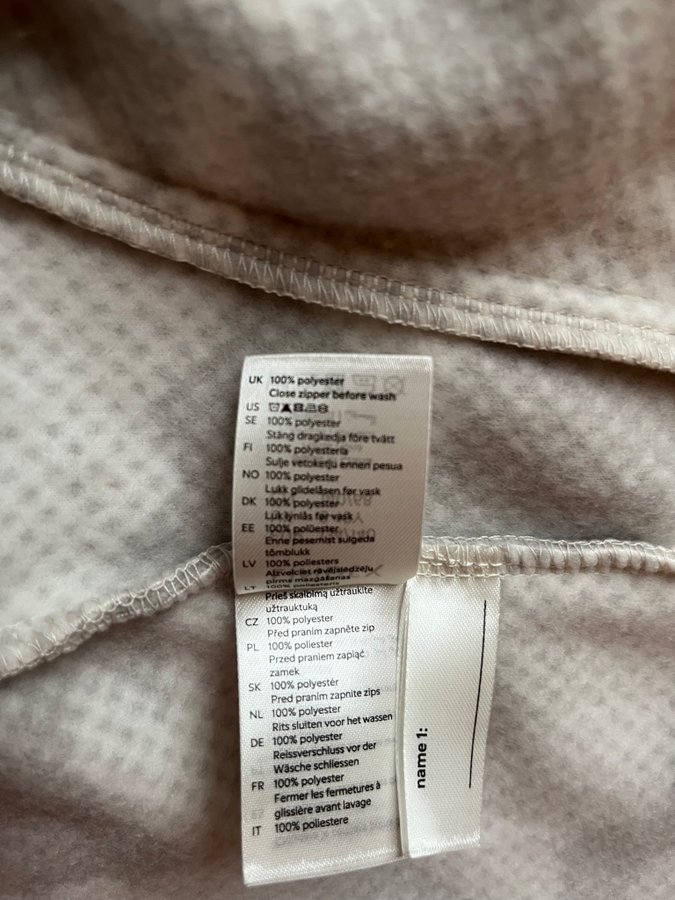 UK 100% polyester
Close zipper before wash
US
SE 100% polyester
Stäng dragkedja före tvätt
FI 100% polyesteria
Sulje vetoketju ennen pesua
NO 100% polyester
Lukk glidelåsen før vask
DK 100% polyester
Luk lynlås før vask
EE 100% polüester
Enne pesemist sulgeda
tõmblukk
LV 100% poliesters
Aizvelciet rāvējslēdzēju
pirms mazgāšanas
LT 100% poliesteris
Prieš skalbimą užtraukite
užtrauktuką
CZ 100% polyester
Před praním zapněte zip
PL 100% poliester
Przed praniem zapiąć
zamek
SK 100% polyestér
Pred praním zapnite zips
NL 100% polyester
Rits sluiten voor het wassen
DE 100% polyester
Reissverschluss vor der
Wäsche schliessen
FR 100% polyester
Fermer les fermetures à
glissière avant lavage
IT 100% poliestere
name 1: